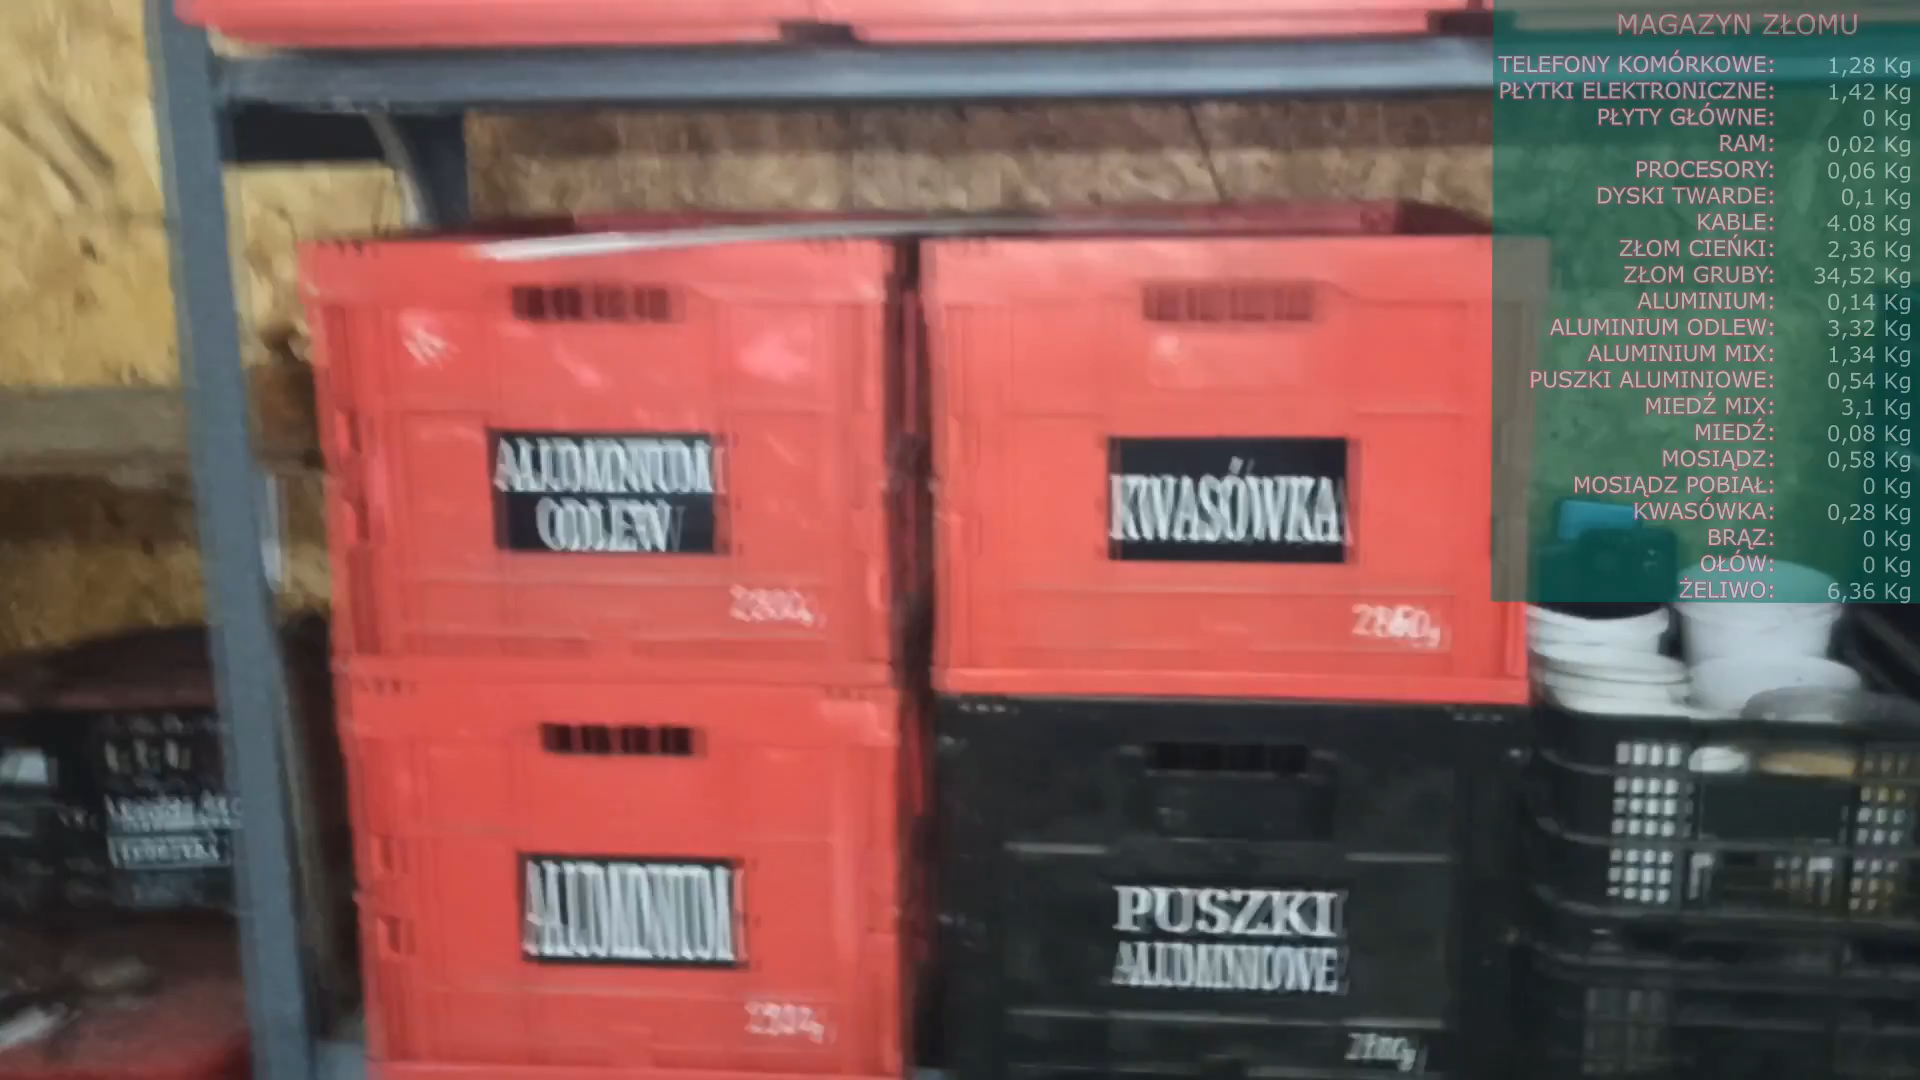 MAGAZYN ZŁOMU
TELEFONY KOMÓRKOWE: 1,28 Kg
PŁYTKI ELEKTRONICZNE: 1,42 Kg
PŁYTY GŁÓWNE: 0 Kg
RAM: 0,02 Kg
PROCESORY: 0,06 Kg
DYSKI TWARDE: 0,1 Kg
KABLE: 4.08 Kg
ZŁOM CIEŃKI: 2,36 Kg
ZŁOM GRUBY: 34,52 Kg
ALUMINIUM: 0,14 Kg
ALUMINIUM ODLEW: 3,32 Kg
ALUMINIUM MIX: 1,34 Kg
PUSZKI ALUMINIOWE: 0,54 Kg
MIEDŹ MIX: 3,1 Kg
MIEDŹ: 0,08 Kg
MOSIĄDZ: 0,58 Kg
MOSIĄDZ POBIAŁ: 0 Kg
KWASÓWKA: 0,28 Kg
BRĄZ: 0 Kg
OŁÓW: 0 Kg
ŻELIWO: 6,36 Kg
ALUMINIUM
ODLEW
KWASÓWKA
ALUMINIUM
PUSZKI
ALUMINIOWE